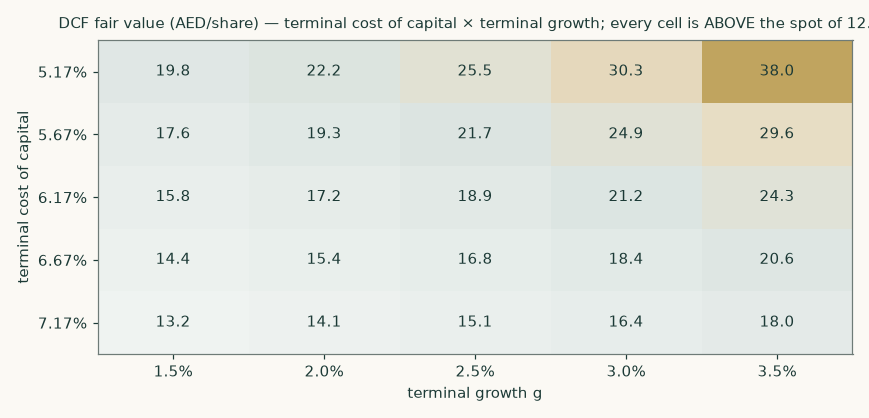 DCF fair value (AED/share) — terminal cost of capital × terminal growth; every cell is ABOVE the spot of 12.
terminal cost of capital
5.17% 19.8 22.2 25.5 30.3 38.0
5.67% 17.6 19.3 21.7 24.9 29.6
6.17% 15.8 17.2 18.9 21.2 24.3
6.67% 14.4 15.4 16.8 18.4 20.6
7.17% 13.2 14.1 15.1 16.4 18.0
1.5% 2.0% 2.5% 3.0% 3.5%
terminal growth g